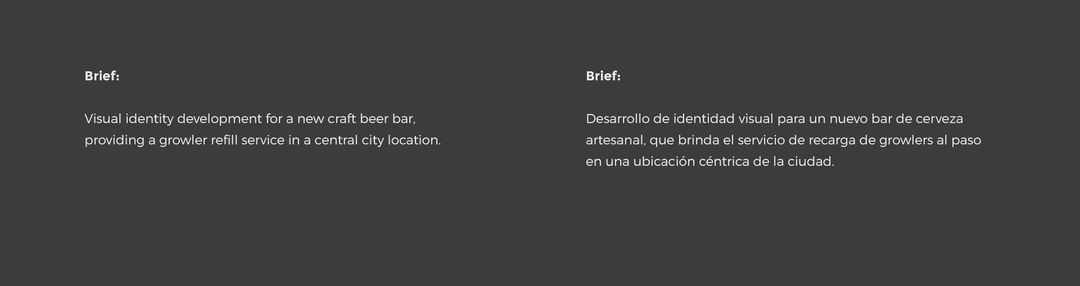 Brief:
Visual identity development for a new craft beer bar,
providing a growler refill service in a central city location.
Brief:
Desarrollo de identidad visual para un nuevo bar de cerveza
artesanal, que brinda el servicio de recarga de growlers al paso
en una ubicación céntrica de la ciudad.